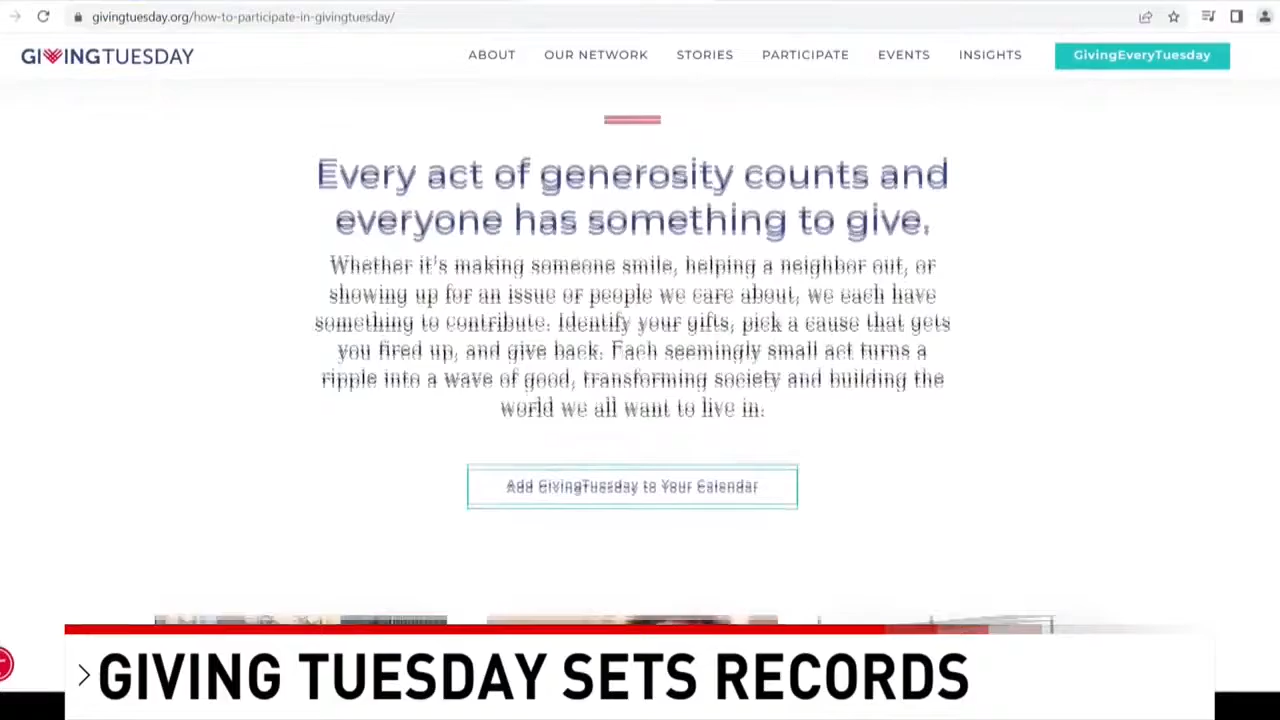 givingtuesday.org/how-to-participate-in-givingtuesday/
GIVINGTUESDAY
ABOUT OUR NETWORK STORIES PARTICIPATE EVENTS INSIGHTS GivingEveryTuesday
Every act of generosity counts and
everyone has something to give.
Whether it's making someone smile, helping a neighbor out, or
showing up for an issue or people we care about, we each have
something to contribute. Identify your gifts, pick a cause that gets
you fired up, and give back. Each seemingly small act turns a
ripple into a wave of good, transforming society and building the
world we all want to live in.
Add GivingTuesday to Your Calendar
GIVING TUESDAY SETS RECORDS